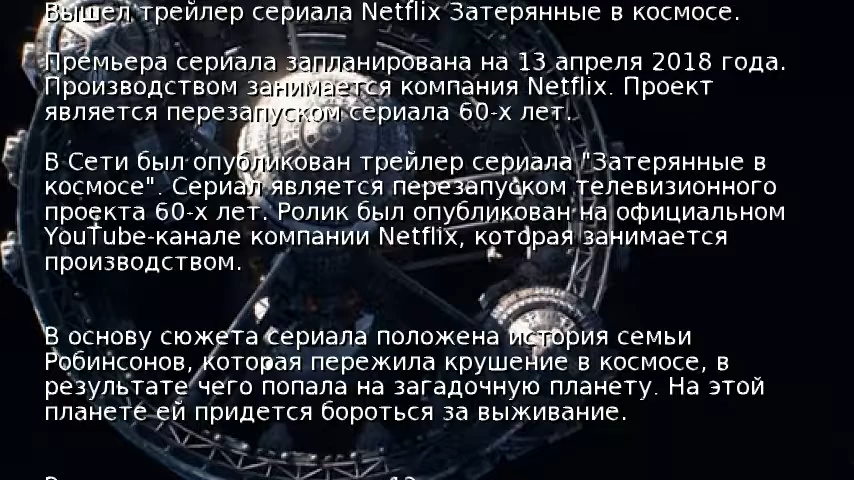 Вышел трейлер сериала Netflix Затерянные в космосе.
Премьера сериала запланирована на 13 апреля 2018 года.
Производством занимается компания Netflix. Проект
является перезапуском сериала 60-х лет.
В Сети был опубликован трейлер сериала "Затерянные в
космосе". Сериал является перезапуском телевизионного
проекта 60-х лет. Ролик был опубликован на официальном
YouTube-канале компании Netflix, которая занимается
производством.
В основу сюжета сериала положена история семьи
Робинсонов, которая пережила крушение в космосе, в
результате чего попала на загадочную планету. На этой
планете ей придется бороться за выживание.